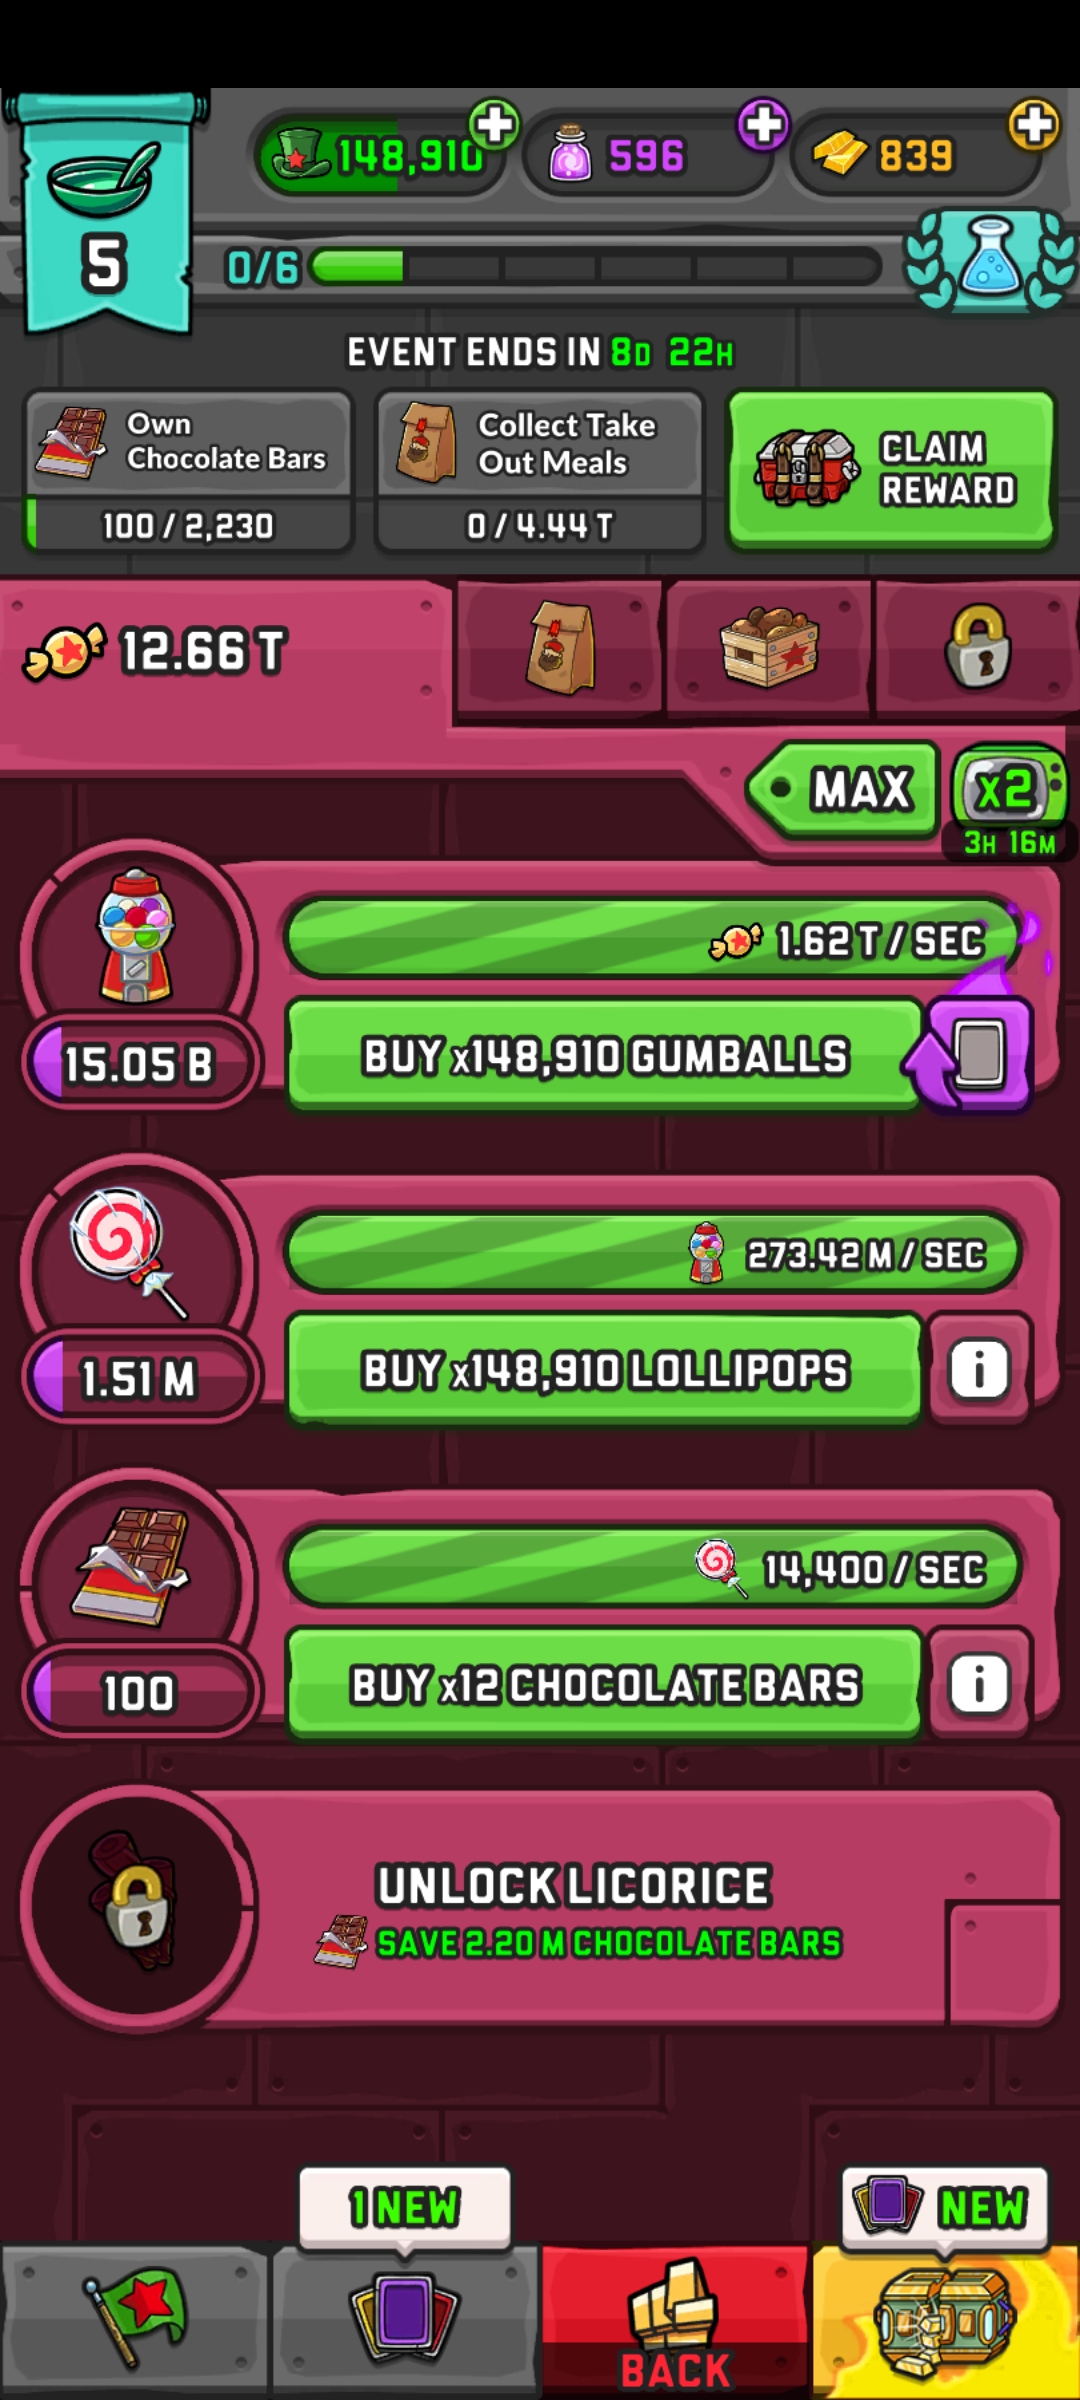 148,910
596
839
5
0/6
EVENT ENDS IN 8D 22H
Own
Chocolate Bars
100 / 2,230
Collect Take
Out Meals
0 / 4.44 T
CLAIM
REWARD
12.66 T
MAX
x2
3H 16M
1.62 T / SEC
15.05 B
BUY x148,910 GUMBALLS
273.42 M / SEC
1.51 M
BUY x148,910 LOLLIPOPS
i
14,400 / SEC
100
BUY x12 CHOCOLATE BARS
i
UNLOCK LICORICE
SAVE 2.20 M CHOCOLATE BARS
1 NEW
NEW
BACK